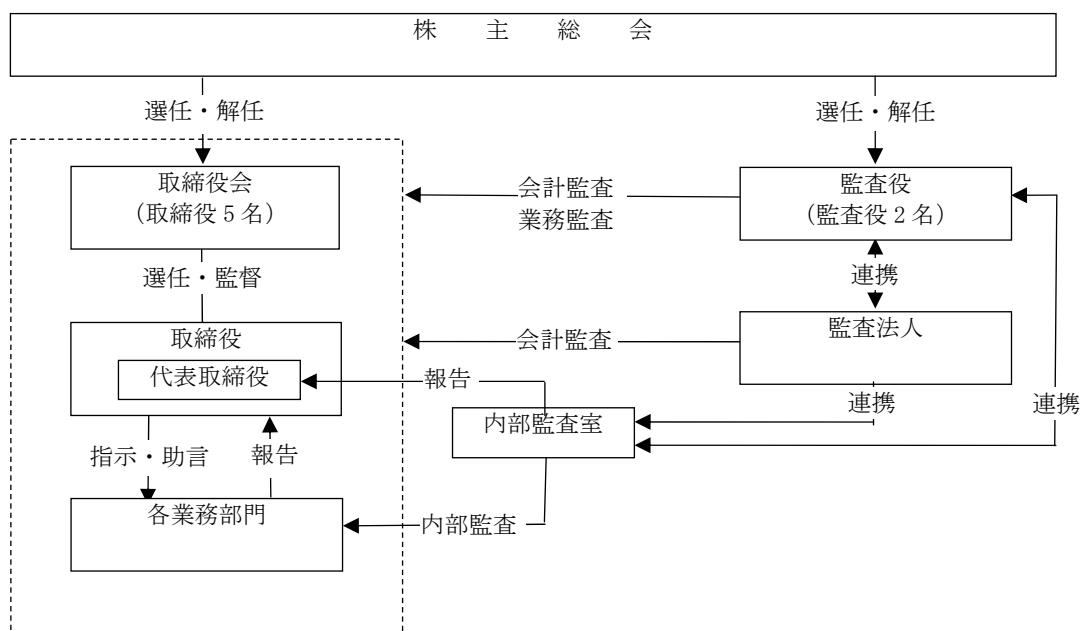 株 主 総 会
選任・解任
選任・解任
取締役会
（取締役 5 名）
会計監査
業務監査
監査役
（監査役 2 名）
選任・監督
連携
取締役
代表取締役
会計監査
監査法人
報告
連携
連携
内部監査室
指示・助言
報告
各業務部門
内部監査